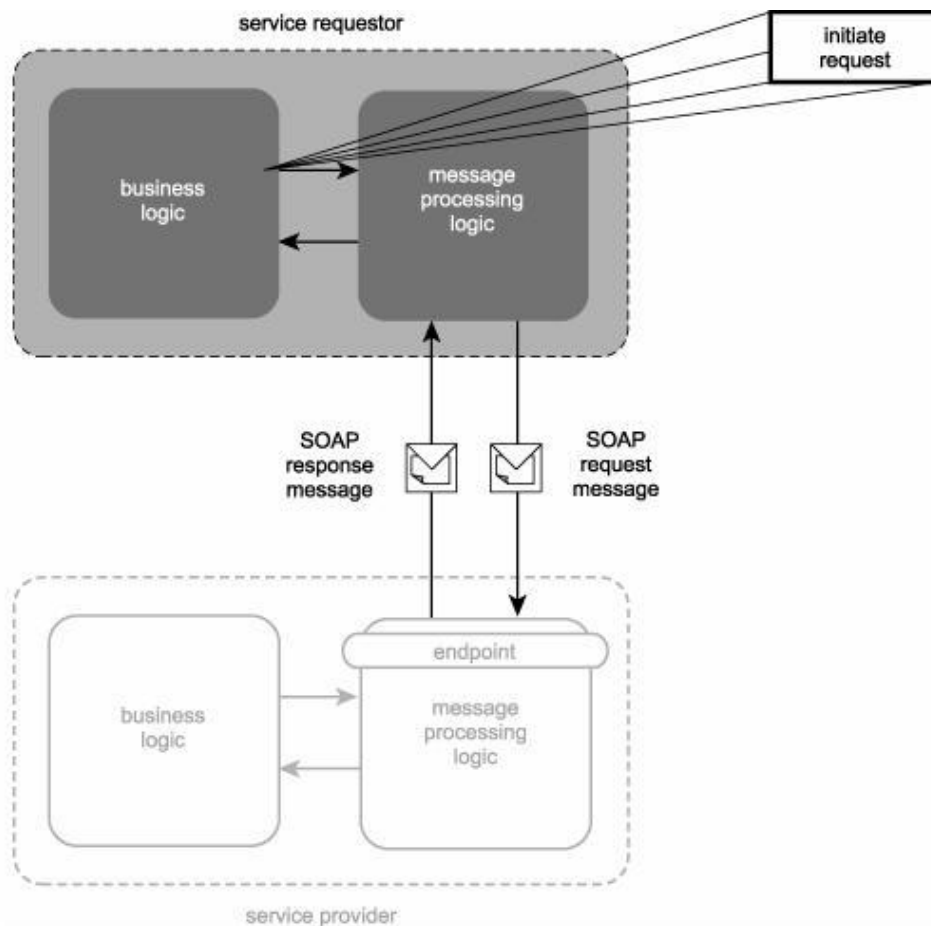 service requestor
initiate
request
business
logic
message
processing
logic
SOAP
response
message
SOAP
request
message
endpoint
business
logic
message
processing
logic
service provider